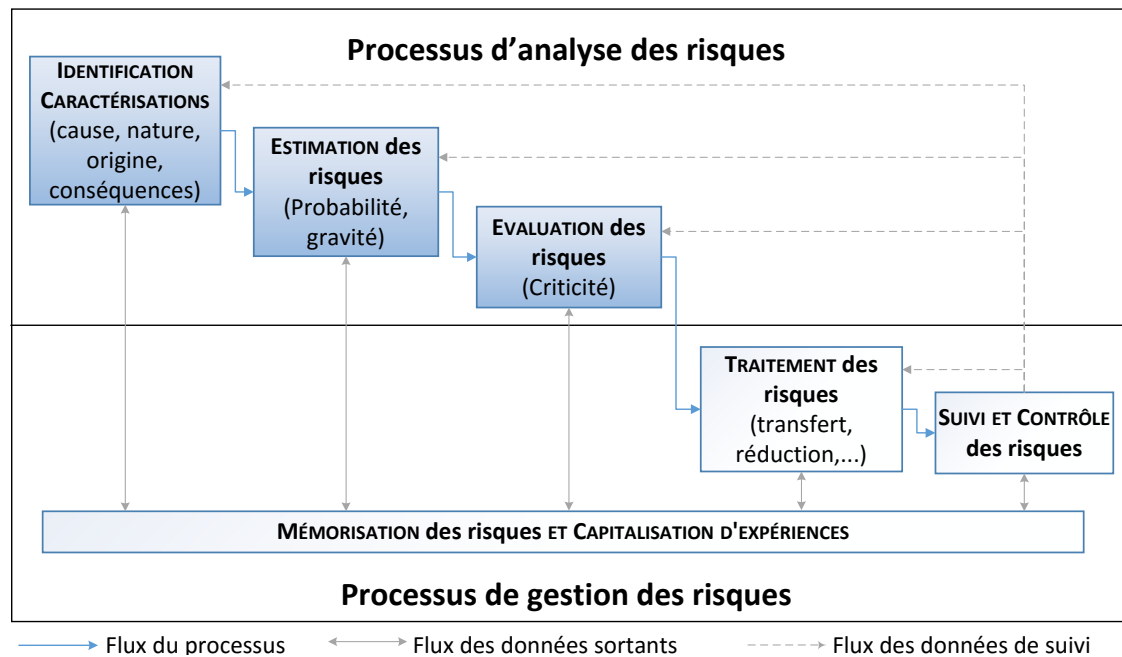 Processus d’analyse des risques
IDENTIFICATION
CARACTÉRISATIONS
(cause, nature,
origine,
conséquences)
ESTIMATION des
risques
(Probabilité,
gravité)
EVALUATION des
risques
(Criticité)
TRAITEMENT des
risques
(transfert,
réduction,...)
SUIVI ET CONTRÔLE
des risques
MÉMORISATION des risques ET CAPITALISATION D'EXPÉRIENCES
Processus de gestion des risques
Flux du processus
Flux des données sortants
Flux des données de suivi